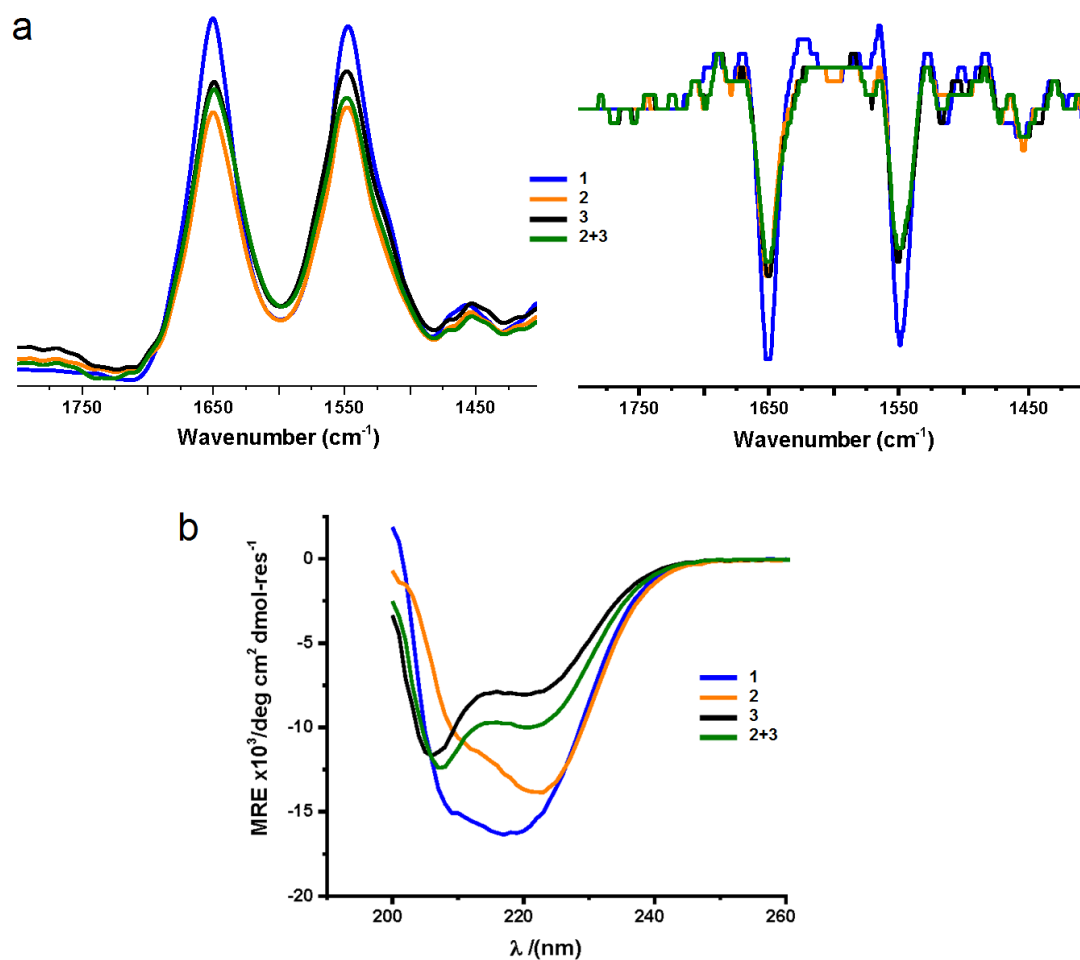 a
1
2
3
2+3
1750 1650 1550 1450
Wavenumber (cm-1)
1750 1650 1550 1450
Wavenumber (cm-1)
b
MRE x10³/deg cm² dmol-res⁻¹
0
-5
-10
-15
-20
1
2
3
2+3
200 220 240 260
λ /(nm)